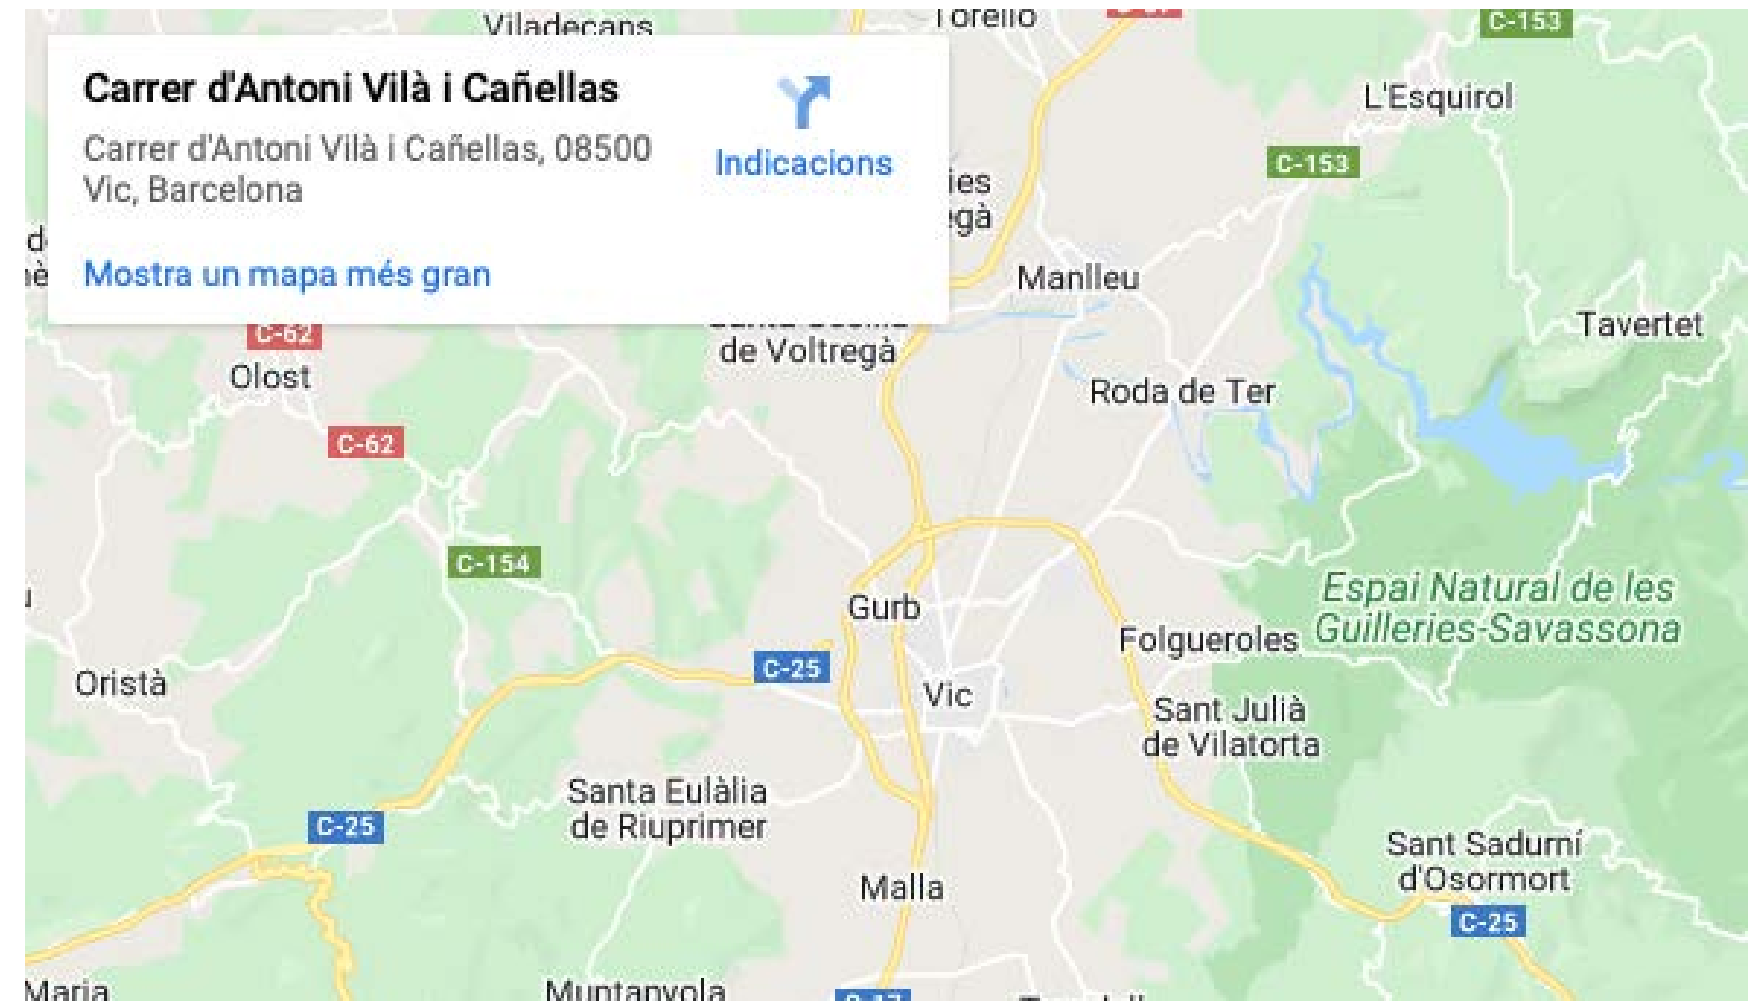 Viladecans
Torelló
C-153
Carrer d'Antoni Vilà i Cañellas
Carrer d'Antoni Vilà i Cañellas, 08500
Vic, Barcelona
Indicacions
Mostra un mapa més gran
L'Esquirol
C-153
Manlleu
Tavertet
C-62
de Voltregà
Olost
Roda de Ter
C-62
C-154
Espai Natural de les
Guilleries-Savassona
Gurb
Folgueroles
C-25
Oristà
Vic
Sant Julià
de Vilatorta
Santa Eulàlia
de Riuprimer
C-25
Sant Sadurní
d'Osormort
Malla
C-25
Maria
Muntanyola
C-17